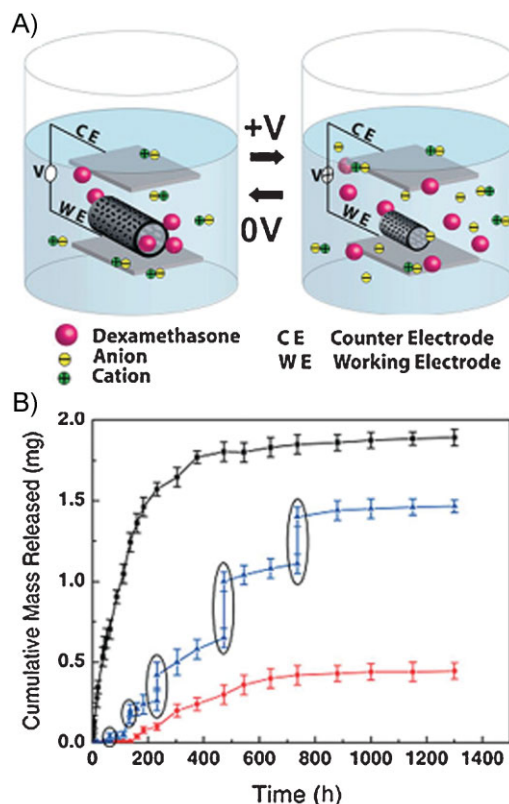 A)
CE
CE
+V
V
V
0V
WE
WE
Dexamethasone
Anion
Cation
CE Counter Electrode
WE Working Electrode
B)
2.0
1.5
1.0
0.5
0.0
Cumulative Mass Released (mg)
0 200 400 600 800 1000 1200 1400
Time (h)